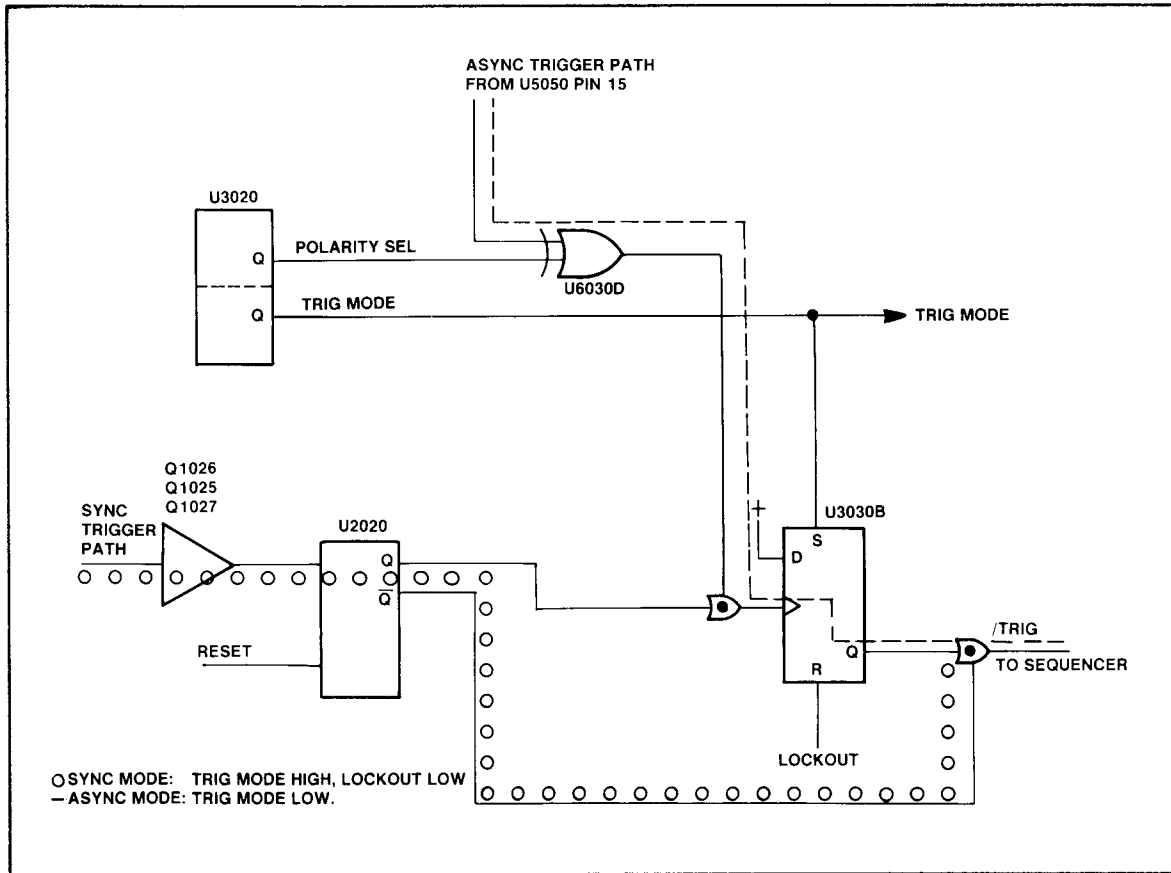 ASYNC TRIGGER PATH
FROM U5050 PIN 15
U3020
Q
POLARITY SEL
U6030D
Q
TRIG MODE
TRIG MODE
Q1026
Q1025
Q1027
SYNC
TRIGGER
PATH
U2020
Q
Q̅
RESET
+
U3030B
S
D
Q
R
/TRIG
TO SEQUENCER
LOCKOUT
SYNC MODE: TRIG MODE HIGH, LOCKOUT LOW
ASYNC MODE: TRIG MODE LOW.